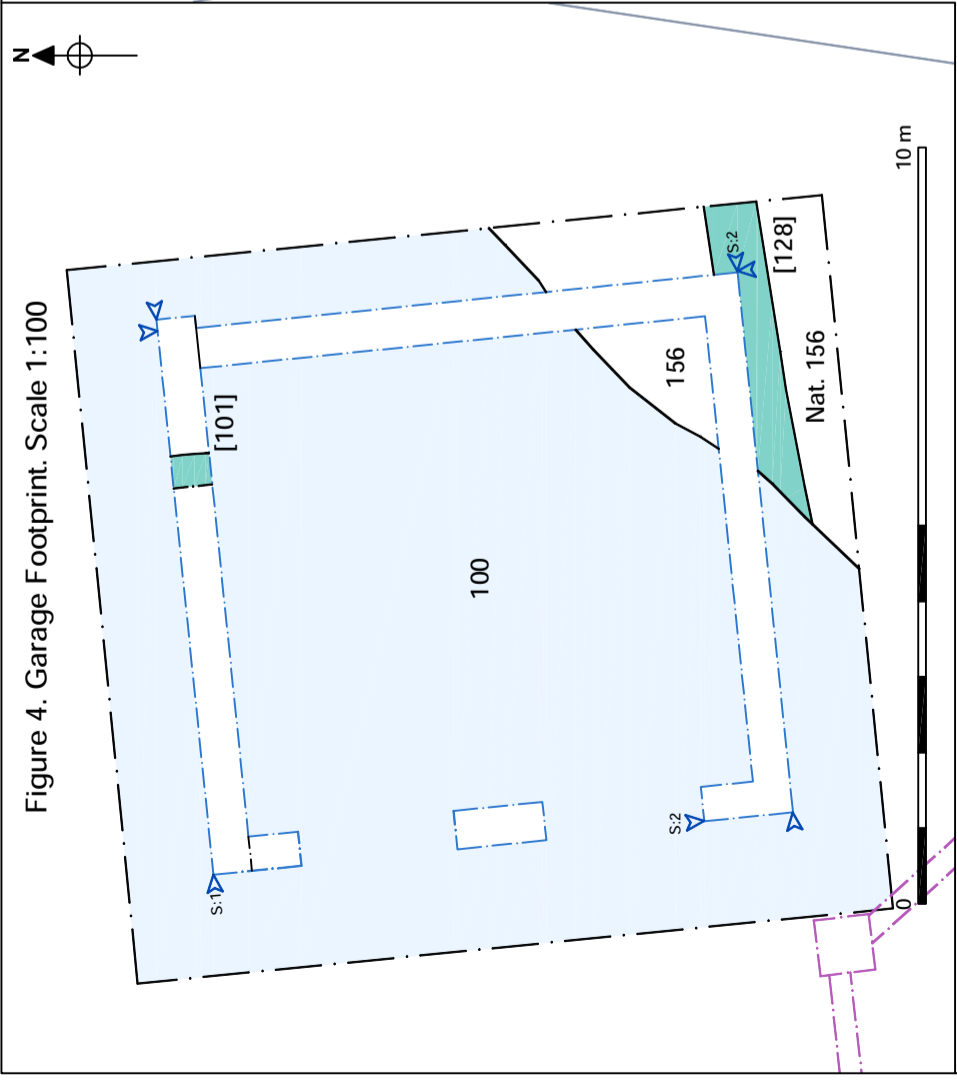 Figure 4. Garage Footprint. Scale 1:100
N
[101]
S:1
100
156
S:2
S:2
[128]
Nat. 156
0
10 m